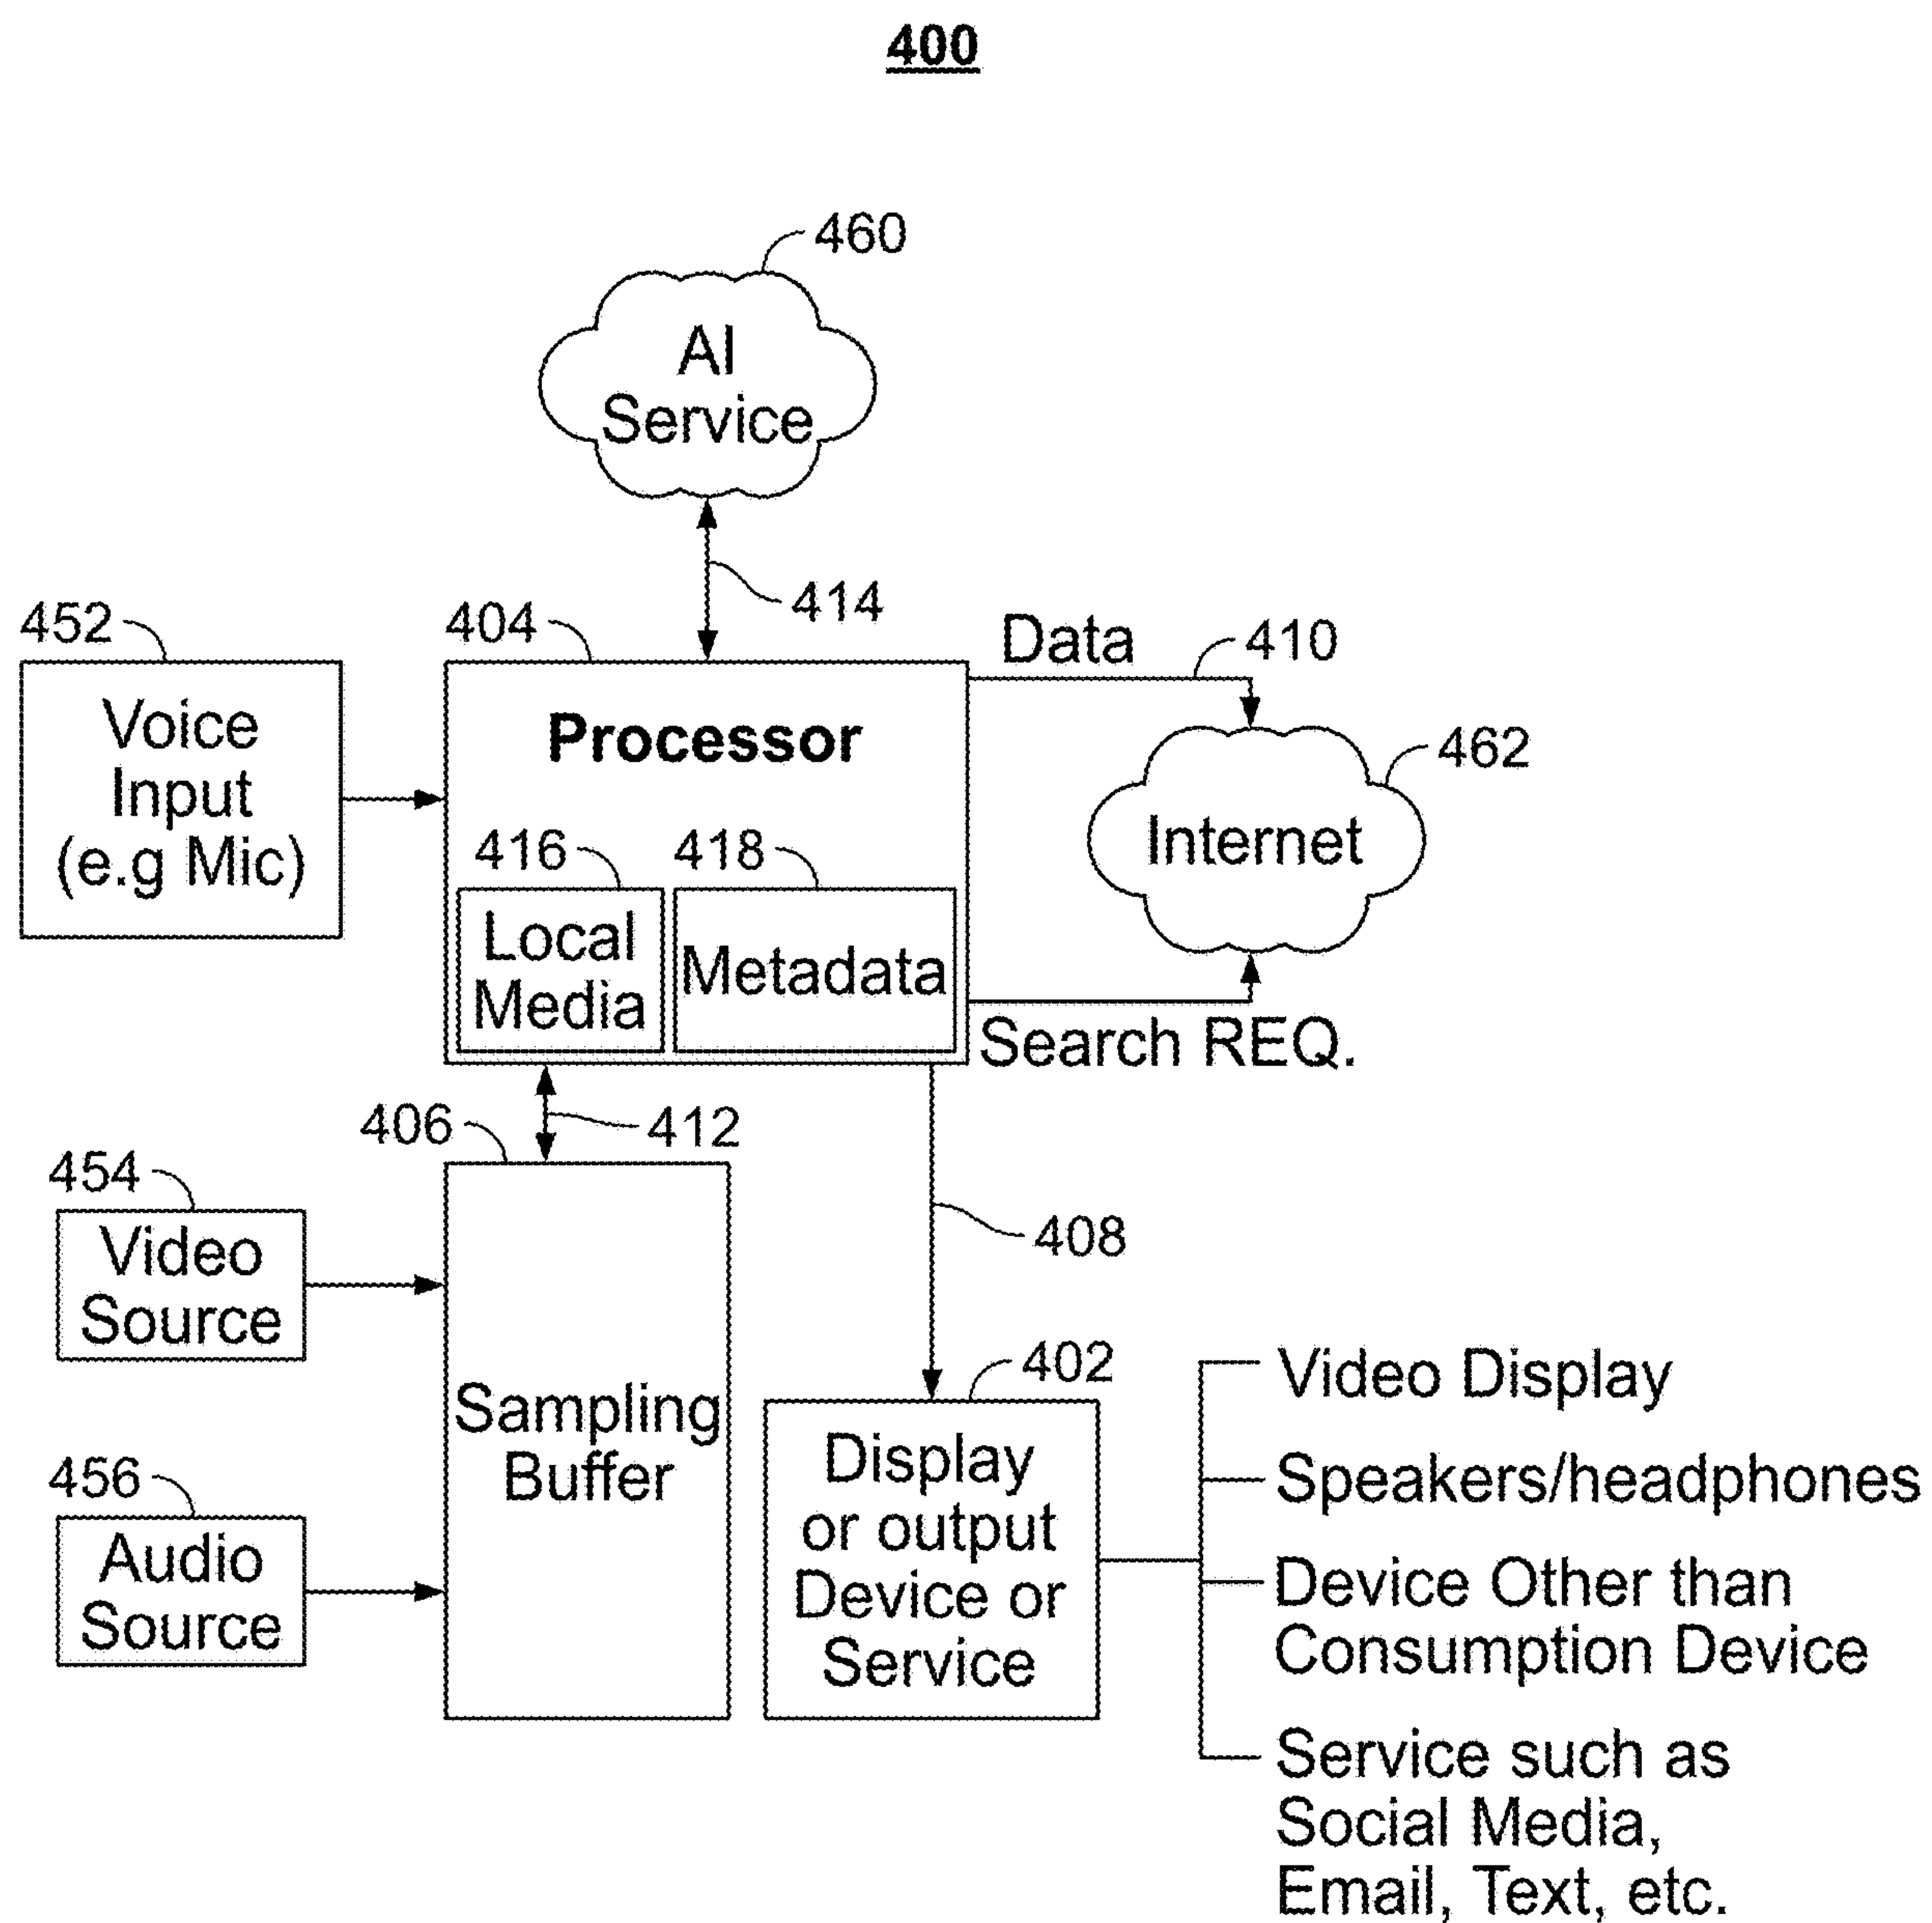 400
460
AI
Service
414
452
404
Data
410
Voice
Input
(e.g Mic)
Processor
462
Internet
416
418
Local
Media
Metadata
Search REQ.
406
412
454
Video
Source
408
Sampling
Buffer
402
Display
or output
Device or
Service
456
Audio
Source
Video Display
Speakers/headphones
Device Other than
Consumption Device
Service such as
Social Media,
Email, Text, etc.